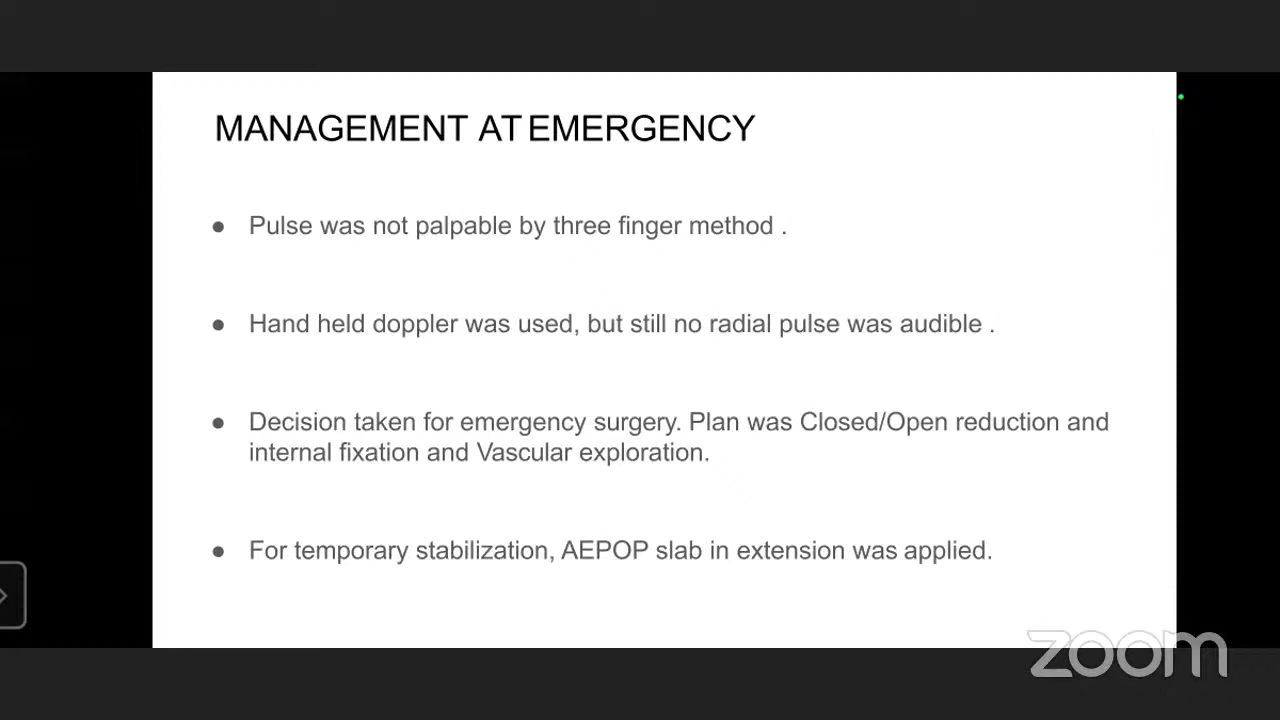 MANAGEMENT AT EMERGENCY
● Pulse was not palpable by three finger method .
● Hand held doppler was used, but still no radial pulse was audible .
● Decision taken for emergency surgery. Plan was Closed/Open reduction and
internal fixation and Vascular exploration.
● For temporary stabilization, AEPOP slab in extension was applied.
zoom